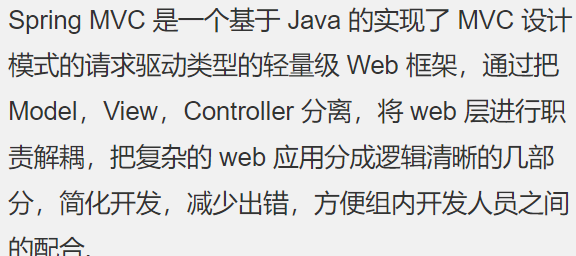 Spring MVC 是一个基于 Java 的实现了 MVC 设计
模式的请求驱动类型的轻量级 Web 框架，通过把
Model，View，Controller 分离，将 web 层进行职
责解耦，把复杂的 web 应用分成逻辑清晰的几部
分，简化开发，减少出错，方便组内开发人员之间
的配合。